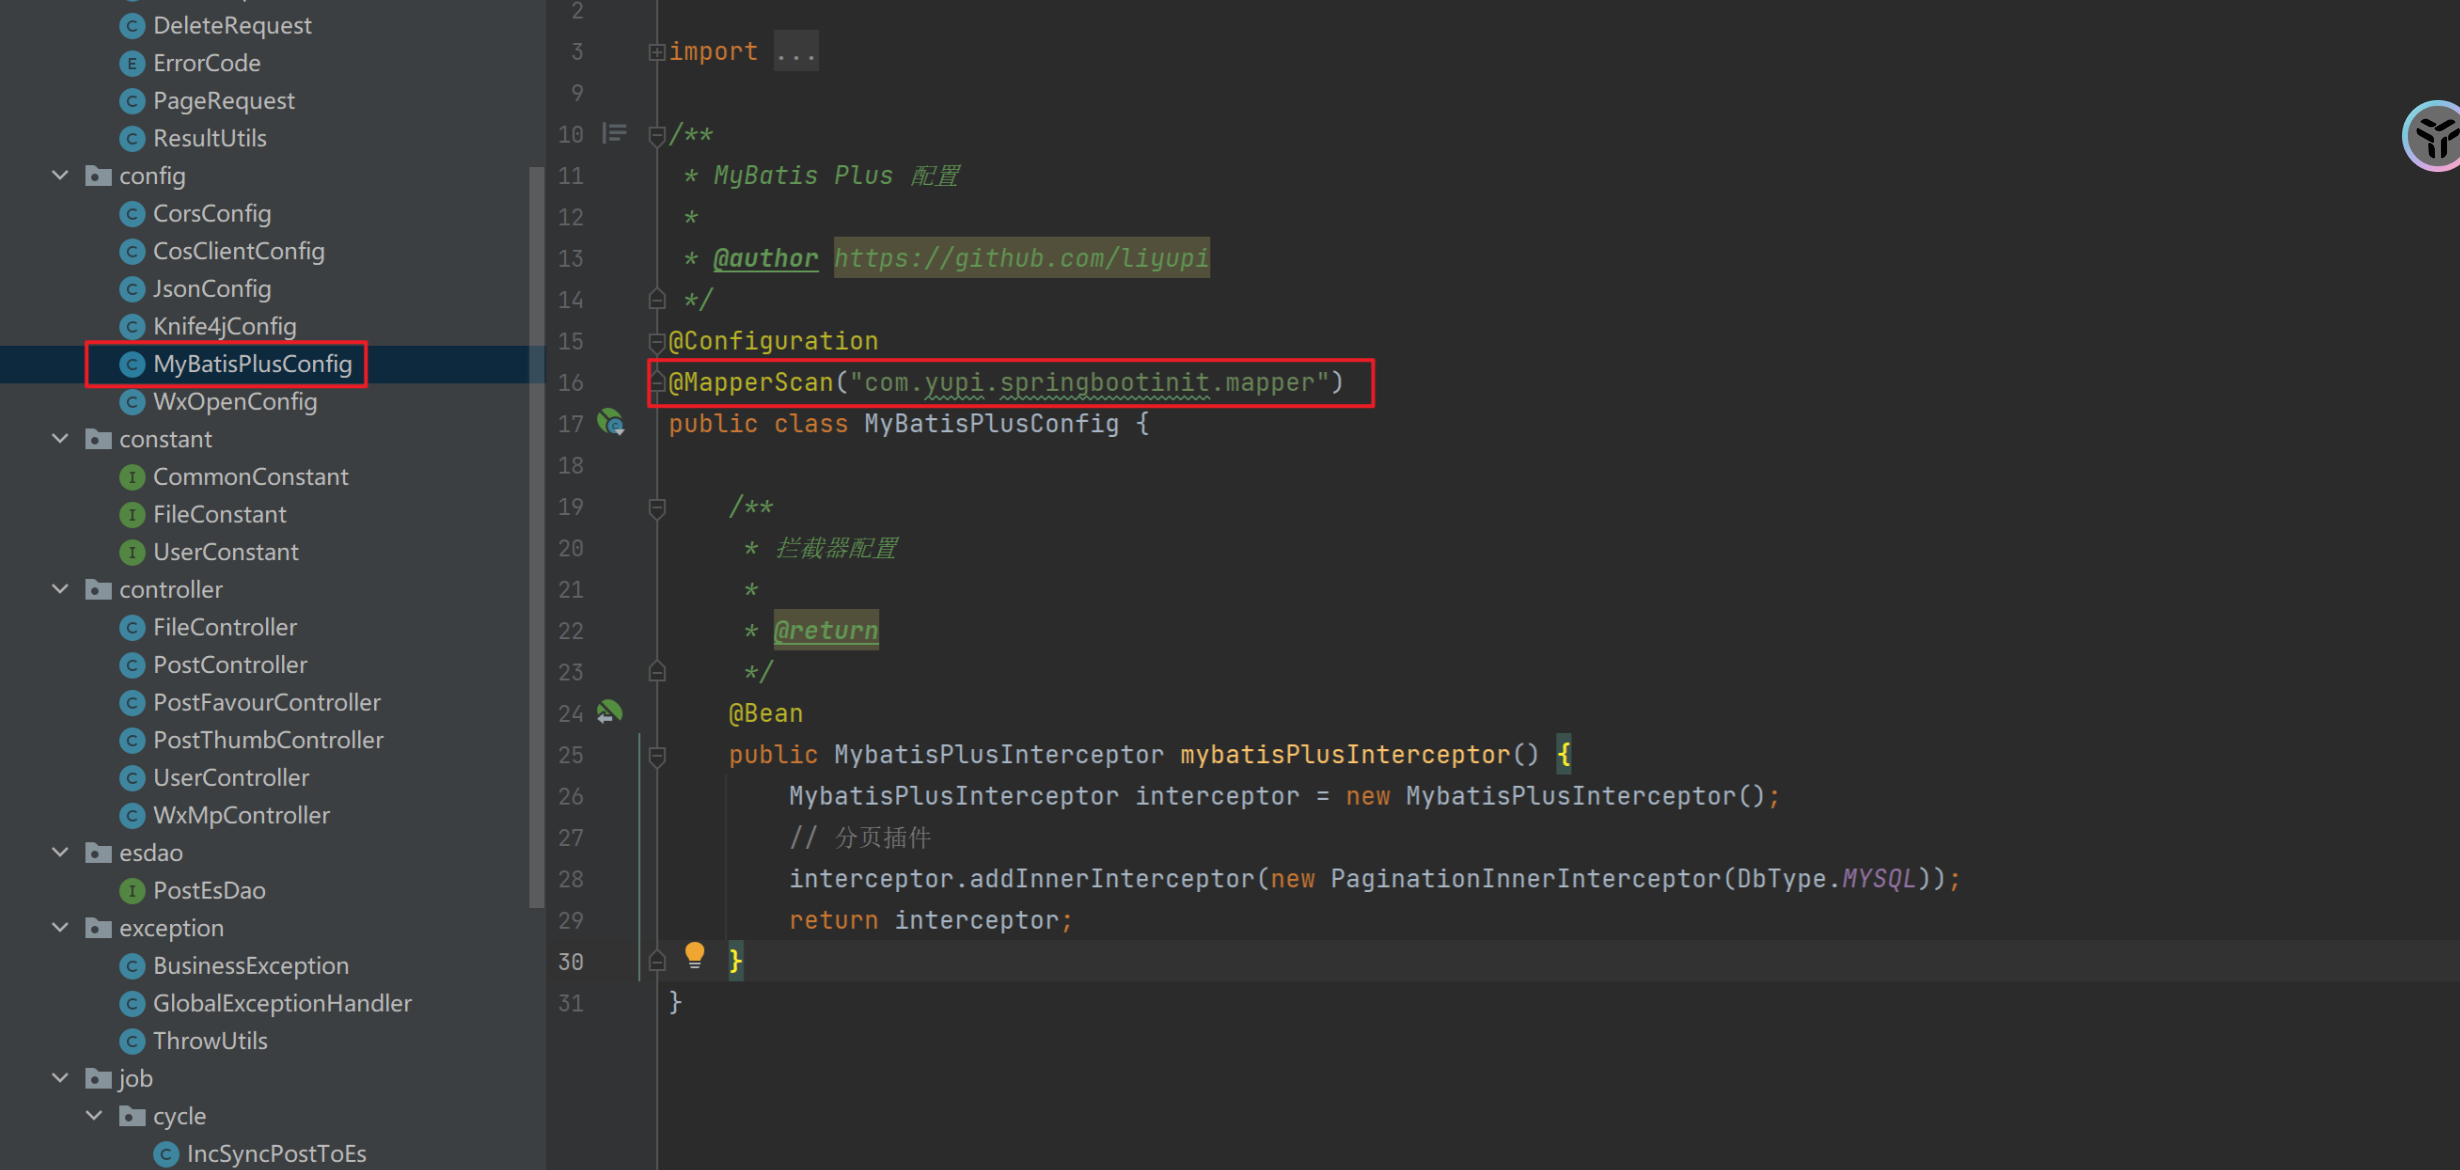 DeleteRequest
ErrorCode
PageRequest
ResultUtils
config
CorsConfig
CosClientConfig
JsonConfig
Knife4jConfig
MyBatisPlusConfig
WxOpenConfig
constant
CommonConstant
FileConstant
UserConstant
controller
FileController
PostController
PostFavourController
PostThumbController
UserController
WxMpController
esdao
PostEsDao
exception
BusinessException
GlobalExceptionHandler
ThrowUtils
job
cycle
IncSyncPostToEs
2
3 import ...
9
10 /**
11 * MyBatis Plus 配置
12 *
13 * @author https://github.com/liyupi
14 */
15 @Configuration
16 @MapperScan("com.yupi.springbootinit.mapper")
17 public class MyBatisPlusConfig {
18
19 /**
20 * 拦截器配置
21 *
22 * @return
23 */
24 @Bean
25 public MybatisPlusInterceptor mybatisPlusInterceptor() {
26 MybatisPlusInterceptor interceptor = new MybatisPlusInterceptor();
27 // 分页插件
28 interceptor.addInnerInterceptor(new PaginationInnerInterceptor(DbType.MYSQL));
29 return interceptor;
30 }
31 }